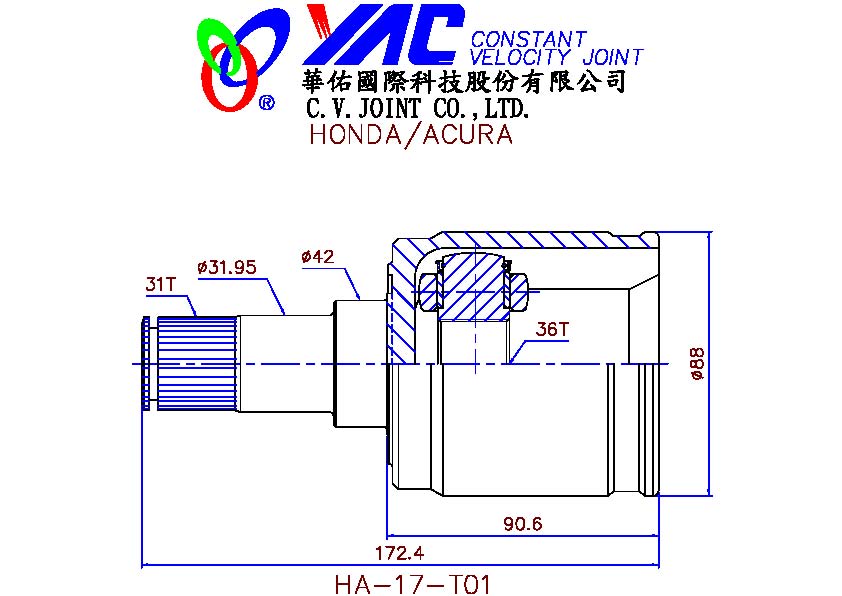 YAC CONSTANT
VELOCITY JOINT
®
華佑國際科技股份有限公司
C.V.JOINT CO.,LTD.
HONDA/ACURA
ø42
ø31.95
31T
36T
ø88
90.6
172.4
HA-17-T01